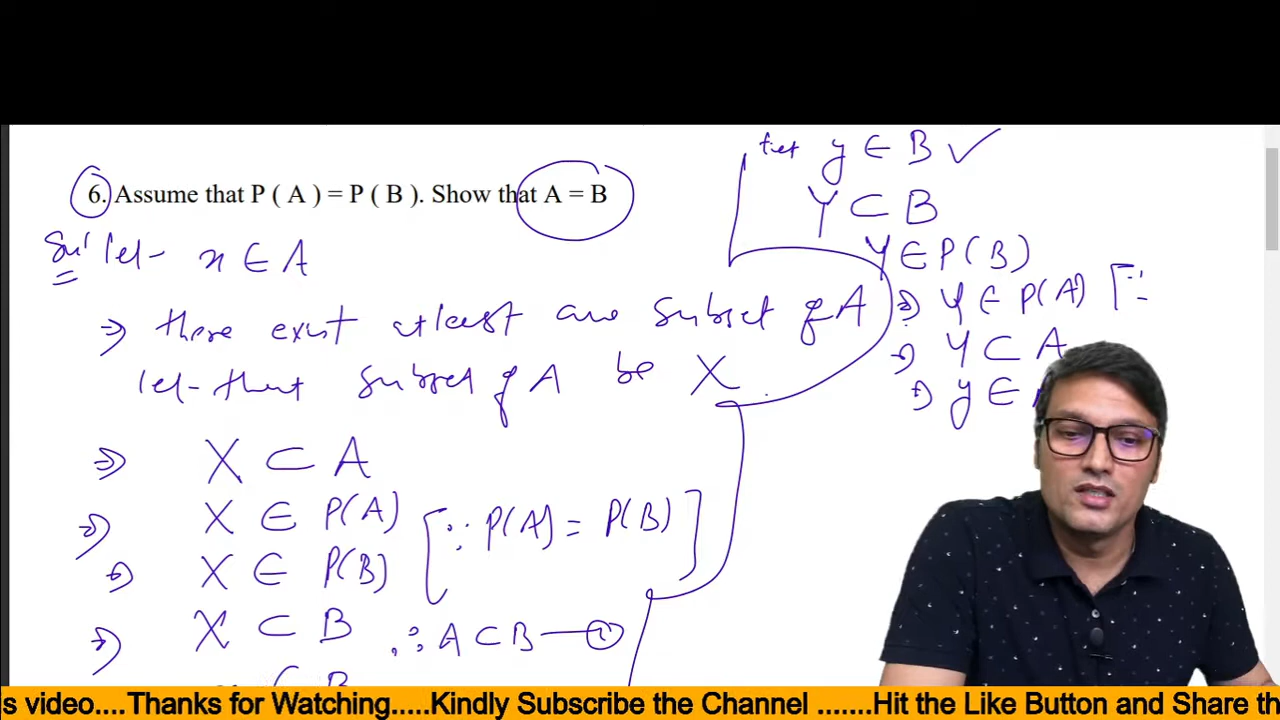 6. Assume that P ( A ) = P ( B ). Show that A = B
Sol let x ∈ A
⇒ there exist atleast one subset of A
let that subset of A be X
⇒ X ⊂ A
⇒ X ∈ P(A)
⇒ X ∈ P(B) [∵ P(A) = P(B)]
⇒ X ⊂ B ∴ A ⊂ B — ①
∈ B
let y ∈ B ✓
Y ⊂ B
Y ∈ P(B)
⇒ Y ∈ P(A) [∵
⇒ Y ⊂ A
⇒ y ∈
s video....Thanks for Watching.....Kindly Subscribe the Channel .......Hit the Like Button and Share th